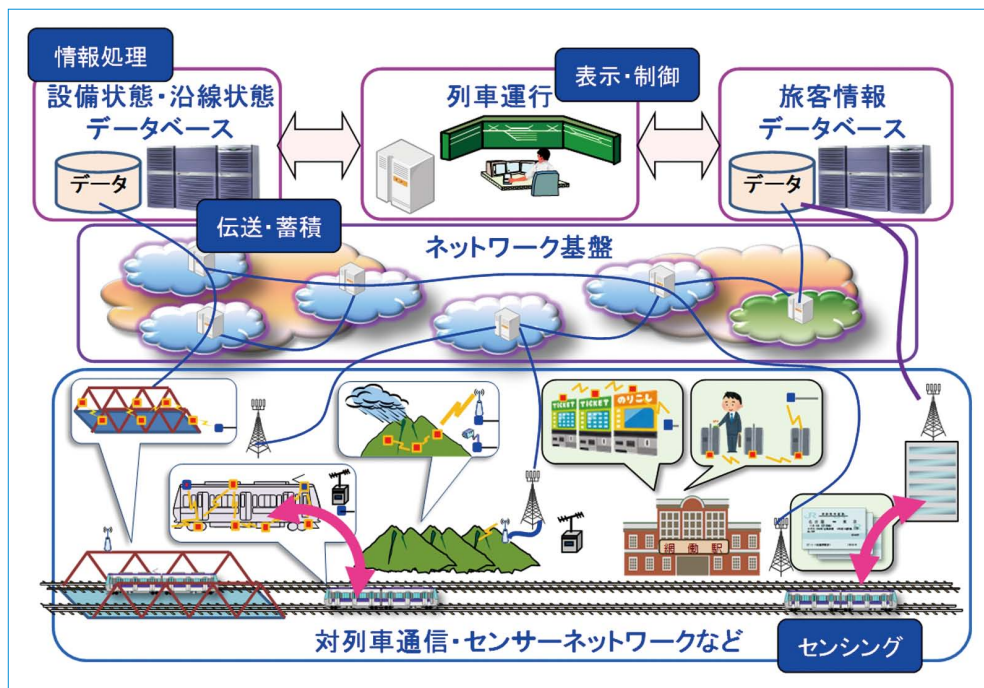 情報処理
設備状態・沿線状態
データベース
データ
列車運行
表示・制御
旅客情報
データベース
データ
伝送・蓄積
ネットワーク基盤
TICKET
TICKET
のりこし
網働駅
対列車通信・センサーネットワークなど
センシング